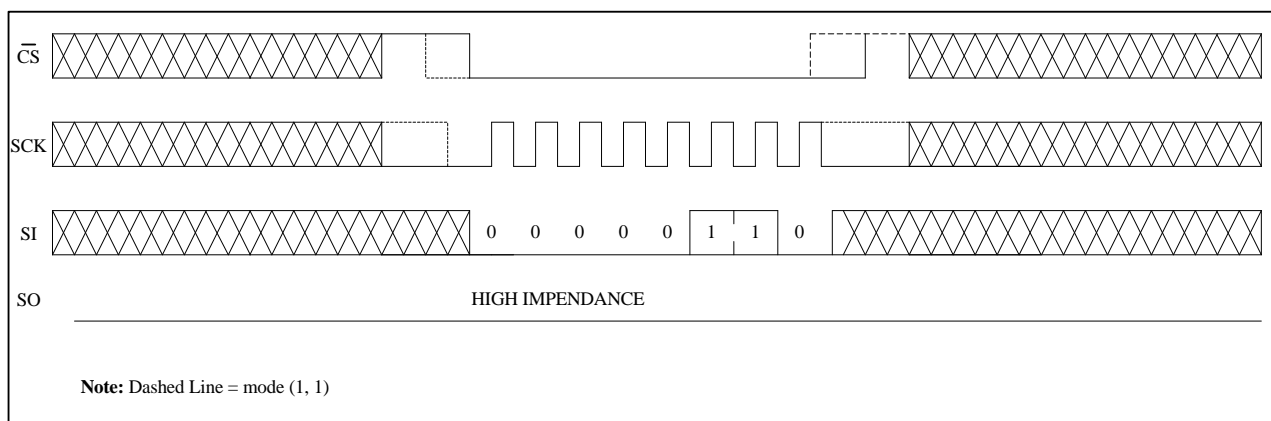 CS
SCK
SI 0 0 0 0 0 1 1 0
SO HIGH IMPENDANCE
Note: Dashed Line = mode (1, 1)